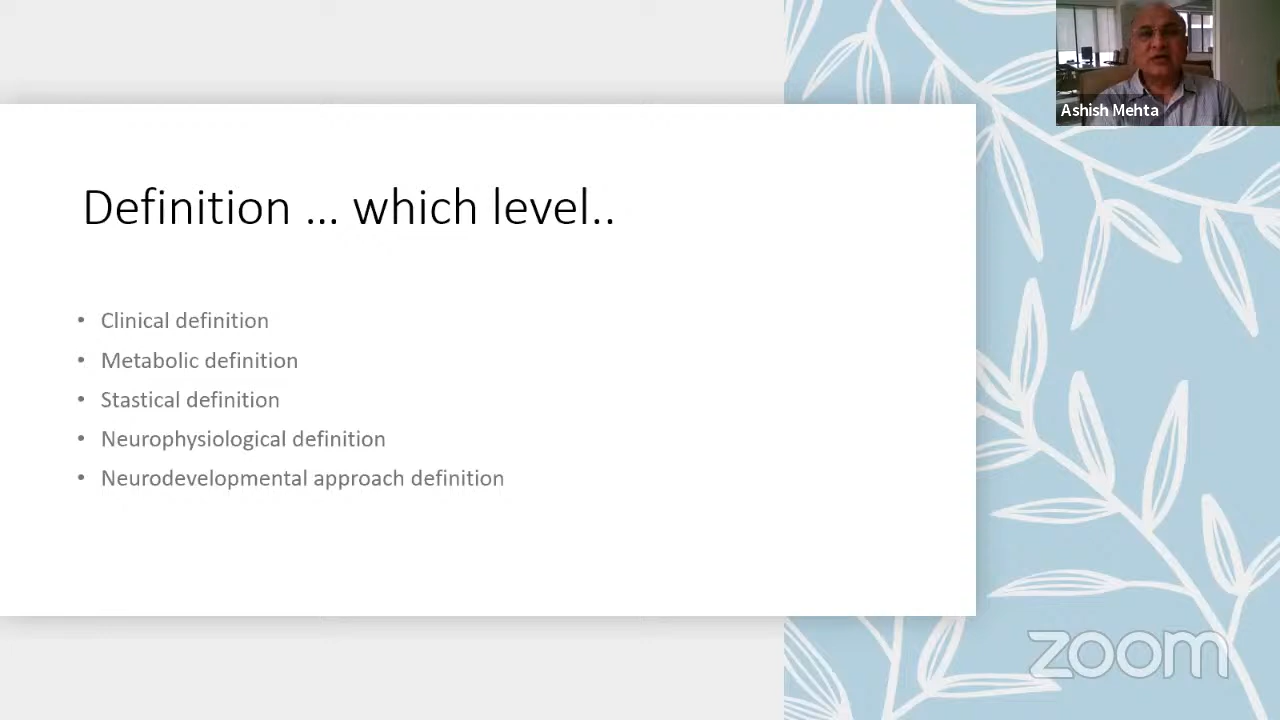 Ashish Mehta
Definition ... which level..
• Clinical definition
• Metabolic definition
• Stastical definition
• Neurophysiological definition
• Neurodevelopmental approach definition
zoom